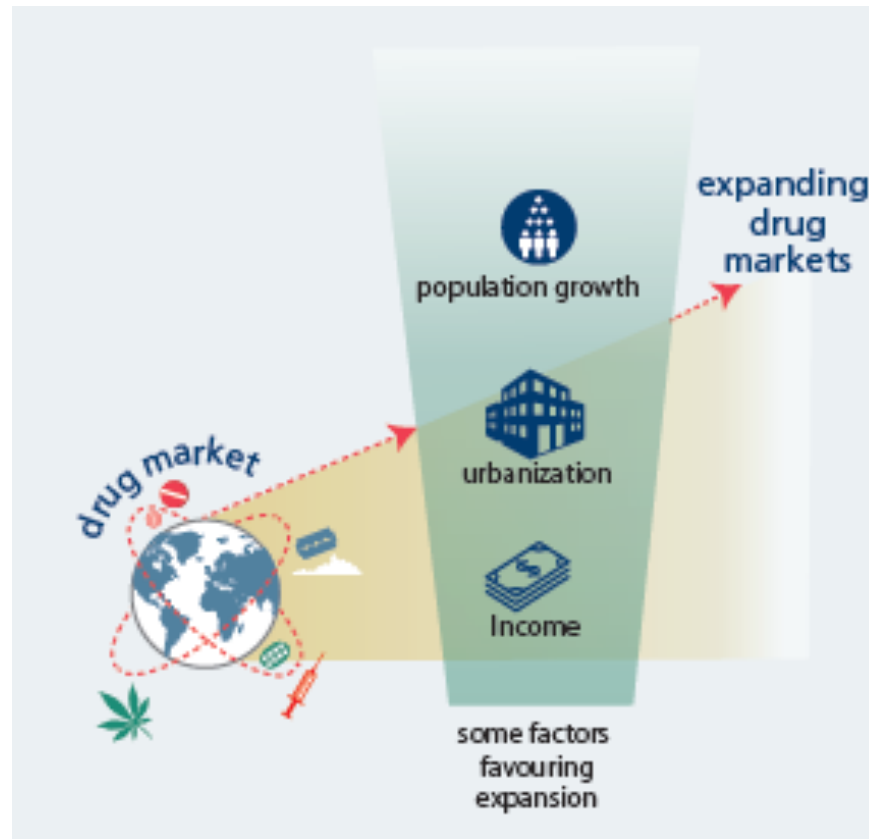 drug market
population growth
urbanization
Income
some factors
favouring
expansion
expanding
drug
markets